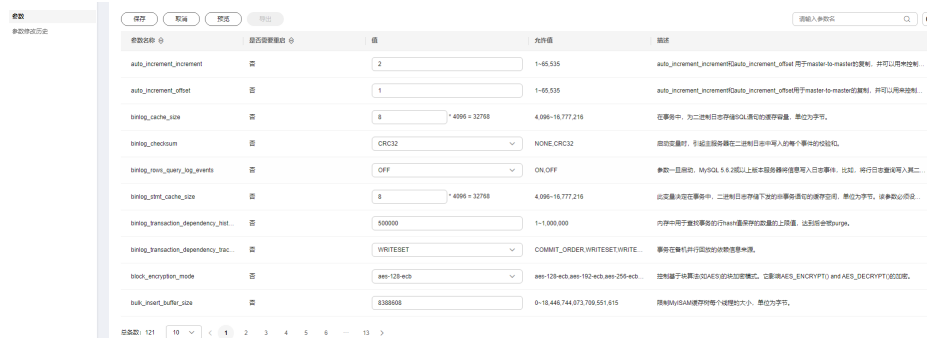 参数
参数修改历史
保存 取消 预览 导出
请输入参数名
参数名称 是否需要重启 值 允许值 描述
auto_increment_increment 否 2 1~65,535 auto_increment_increment和auto_increment_offset 用于master-to-master的复制，并可以用来控制...
auto_increment_offset 否 1 1~65,535 auto_increment_increment和auto_increment_offset用于master-to-master的复制，并可以用来控制...
binlog_cache_size 否 8 * 4096 = 32768 4,096~16,777,216 在事务中，为二进制日志存储SQL语句的缓存容量，单位为字节。
binlog_checksum 否 CRC32 NONE,CRC32 启动变量时，引起主服务器在二进制日志中写入的每个事件的校验和。
binlog_rows_query_log_events 否 OFF ON,OFF 参数一旦启动，MySQL 5.6.2或以上版本服务器将信息写入日志事件，比如，将行日志查询写入其二...
binlog_stmt_cache_size 否 8 * 4096 = 32768 4,096~16,777,216 此变量决定在事务中，二进制日志存储下发的非事务语句的缓存空间，单位为字节。该参数必须设...
binlog_transaction_dependency_hist... 否 500000 1~1,000,000 内存中用于查找事务的行hash值保存的数量的上限值，达到后会被purge。
binlog_transaction_dependency_trac... 否 WRITESET COMMIT_ORDER,WRITESET,WRITE... 事务在备机并行回放的依赖信息来源。
block_encryption_mode 否 aes-128-ecb aes-128-ecb,aes-192-ecb,aes-256-ecb... 控制基于块算法(如AES)的块加密模式。它影响AES_ENCRYPT() and AES_DECRYPT()的加密。
bulk_insert_buffer_size 否 8388608 0~18,446,744,073,709,551,615 限制MyISAM缓存树每个线程的大小，单位为字节。
总条数: 121 10 < 1 2 3 4 5 6 ... 13 >